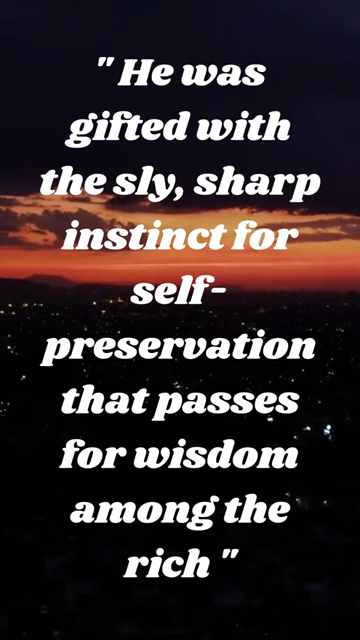 " He was
gifted with
the sly, sharp
instinct for
self-
preservation
that passes
for wisdom
among the
rich "